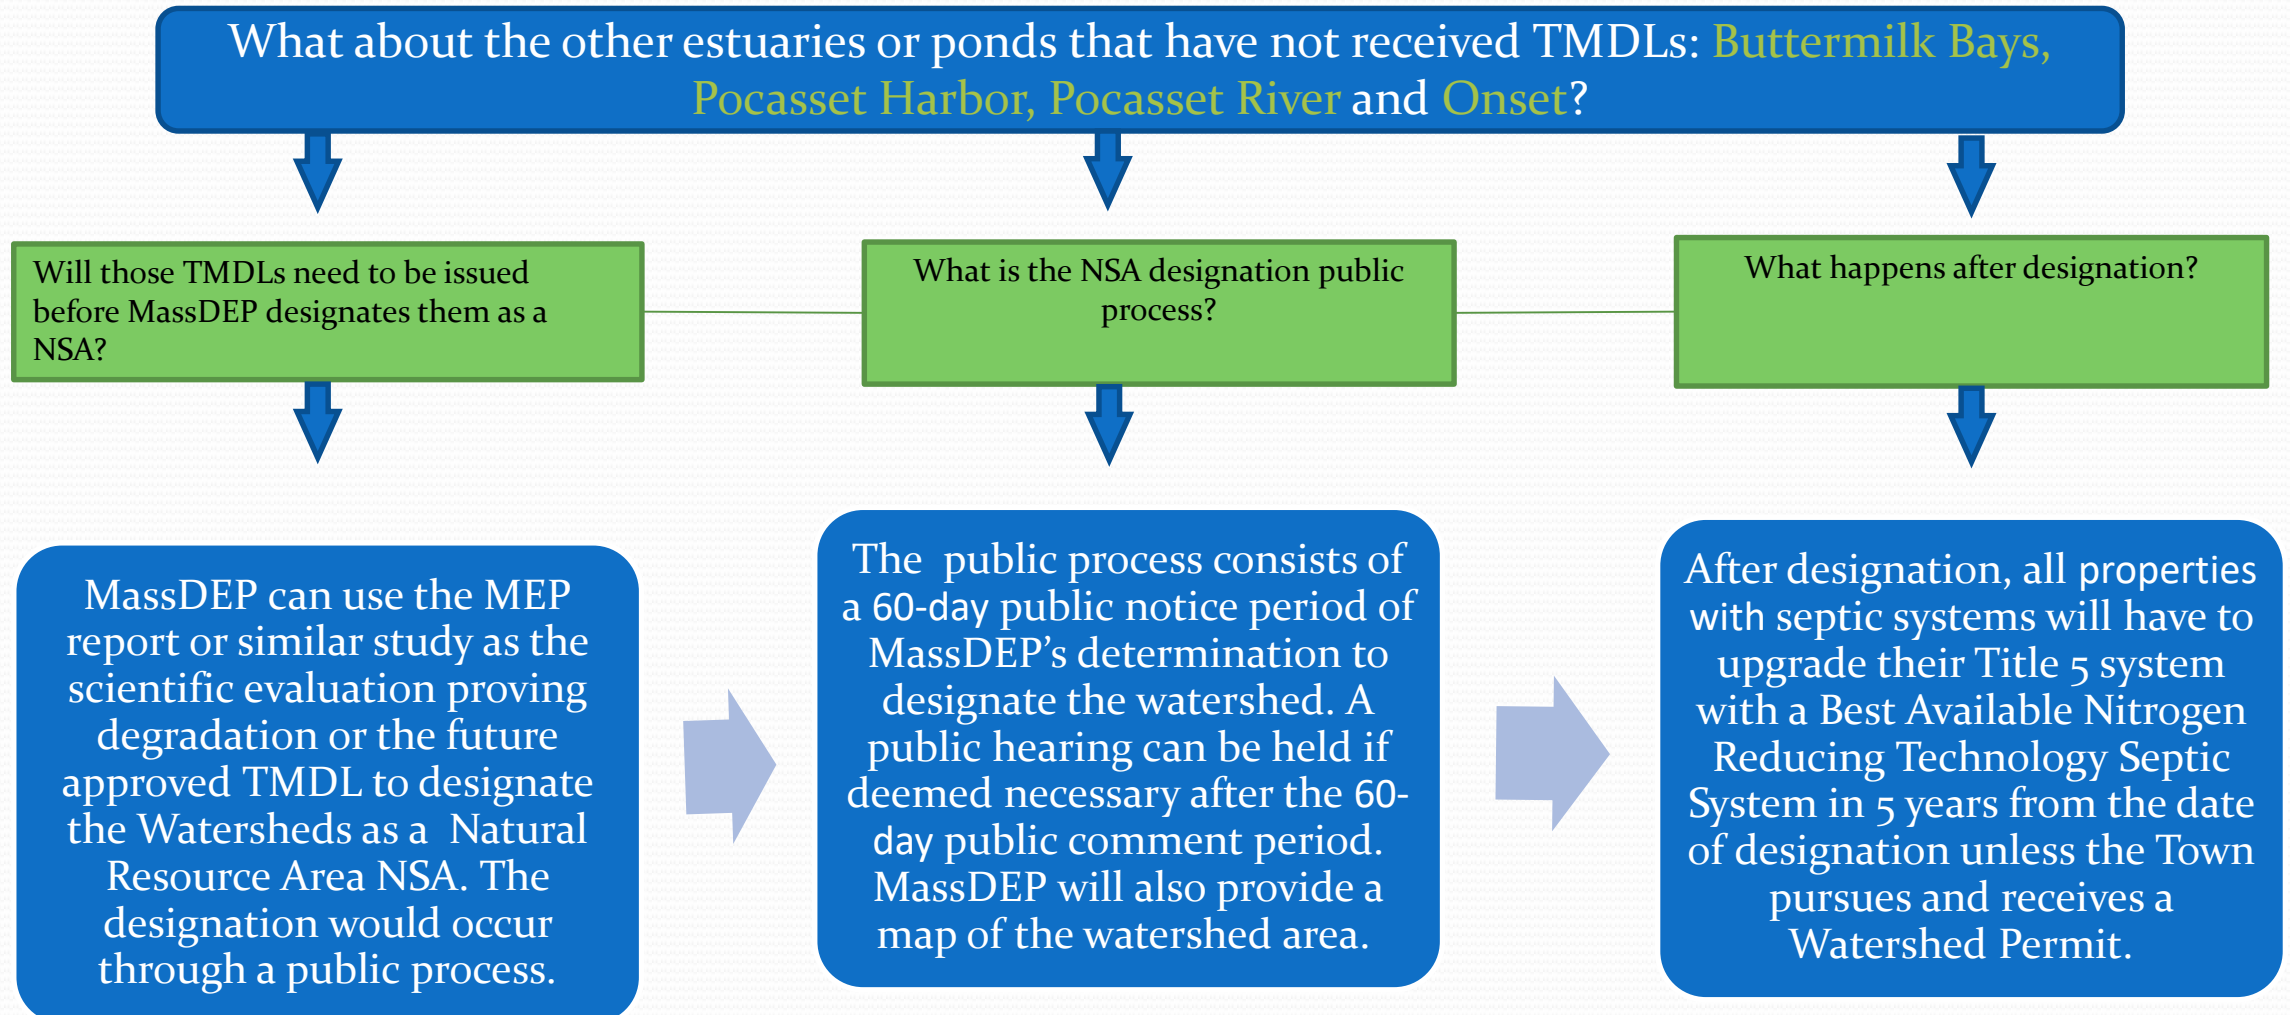 What about the other estuaries or ponds that have not received TMDLs: Buttermilk Bays,
Pocasset Harbor, Pocasset River and Onset?
Will those TMDLs need to be issued
before MassDEP designates them as a
NSA?
What is the NSA designation public
process?
What happens after designation?
MassDEP can use the MEP
report or similar study as the
scientific evaluation proving
degradation or the future
approved TMDL to designate
the Watersheds as a Natural
Resource Area NSA. The
designation would occur
through a public process.
The public process consists of
a 60-day public notice period of
MassDEP’s determination to
designate the watershed. A
public hearing can be held if
deemed necessary after the 60-
day public comment period.
MassDEP will also provide a
map of the watershed area.
After designation, all properties
with septic systems will have to
upgrade their Title 5 system
with a Best Available Nitrogen
Reducing Technology Septic
System in 5 years from the date
of designation unless the Town
pursues and receives a
Watershed Permit.